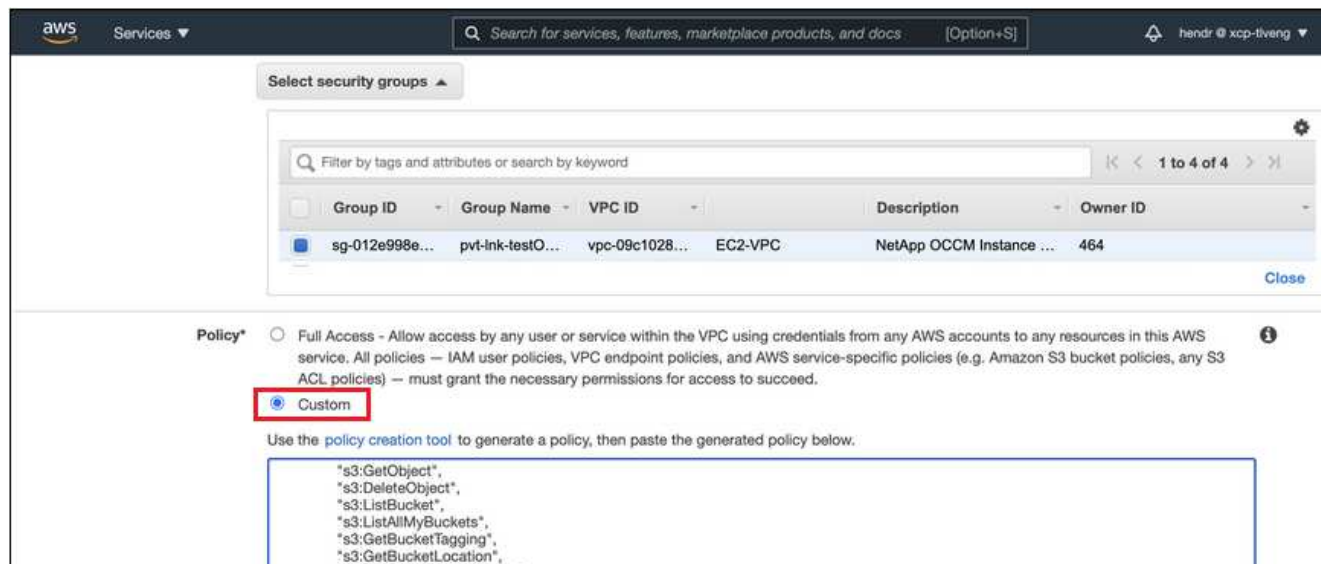 aws Services ▼ Search for services, features, marketplace products, and docs [Option+S] hendr @ xcp-tlveng ▼
Select security groups ▲
Filter by tags and attributes or search by keyword |< < 1 to 4 of 4 > >|
Group ID Group Name VPC ID Description Owner ID
sg-012e998e... pvt-lnk-testO... vpc-09c1028... EC2-VPC NetApp OCCM Instance ... 464
Close
Policy* Full Access - Allow access by any user or service within the VPC using credentials from any AWS accounts to any resources in this AWS
service. All policies — IAM user policies, VPC endpoint policies, and AWS service-specific policies (e.g. Amazon S3 bucket policies, any S3
ACL policies) — must grant the necessary permissions for access to succeed.
Custom
Use the policy creation tool to generate a policy, then paste the generated policy below.
"s3:GetObject",
"s3:DeleteObject",
"s3:ListBucket",
"s3:ListAllMyBuckets",
"s3:GetBucketTagging",
"s3:GetBucketLocation",